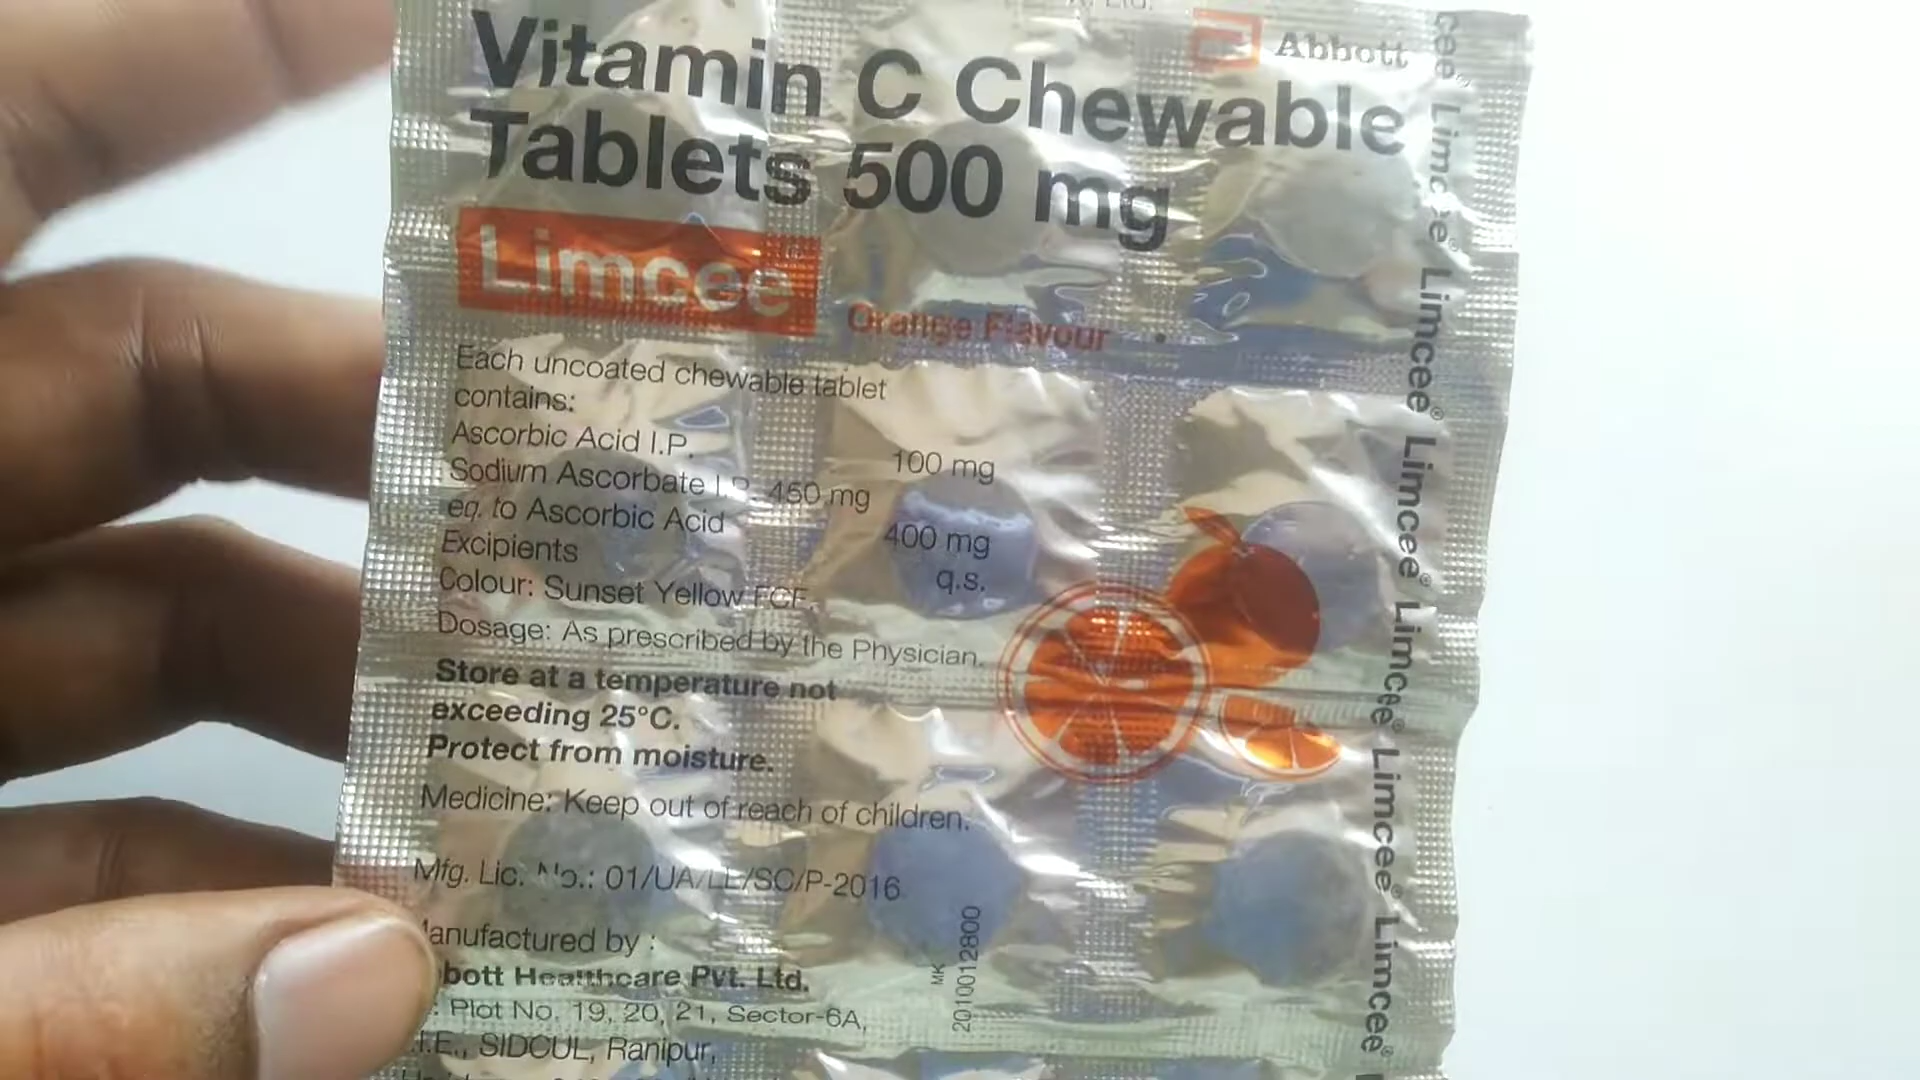 Abbott
Vitamin C Chewable
Tablets 500 mg
Limcee®
Orange Flavour
Each uncoated chewable tablet
contains:
Ascorbic Acid I.P. 100 mg
Sodium Ascorbate I.P. 450 mg
eq. to Ascorbic Acid 400 mg
Excipients q.s.
Colour: Sunset Yellow FCF.
Dosage: As prescribed by the Physician.
Store at a temperature not
exceeding 25°C.
Protect from moisture.
Medicine: Keep out of reach of children.
Mfg. Lic. No.: 01/UA/LL/SC/P-2016
anufactured by :
bott Healthcare Pvt. Ltd.
Plot No. 19, 20, 21, Sector-6A,
I.E., SIDCUL, Ranipur,
MK
2010012800
cee® Limcee® Limcee® Limcee® Limcee® Limcee® Limcee®